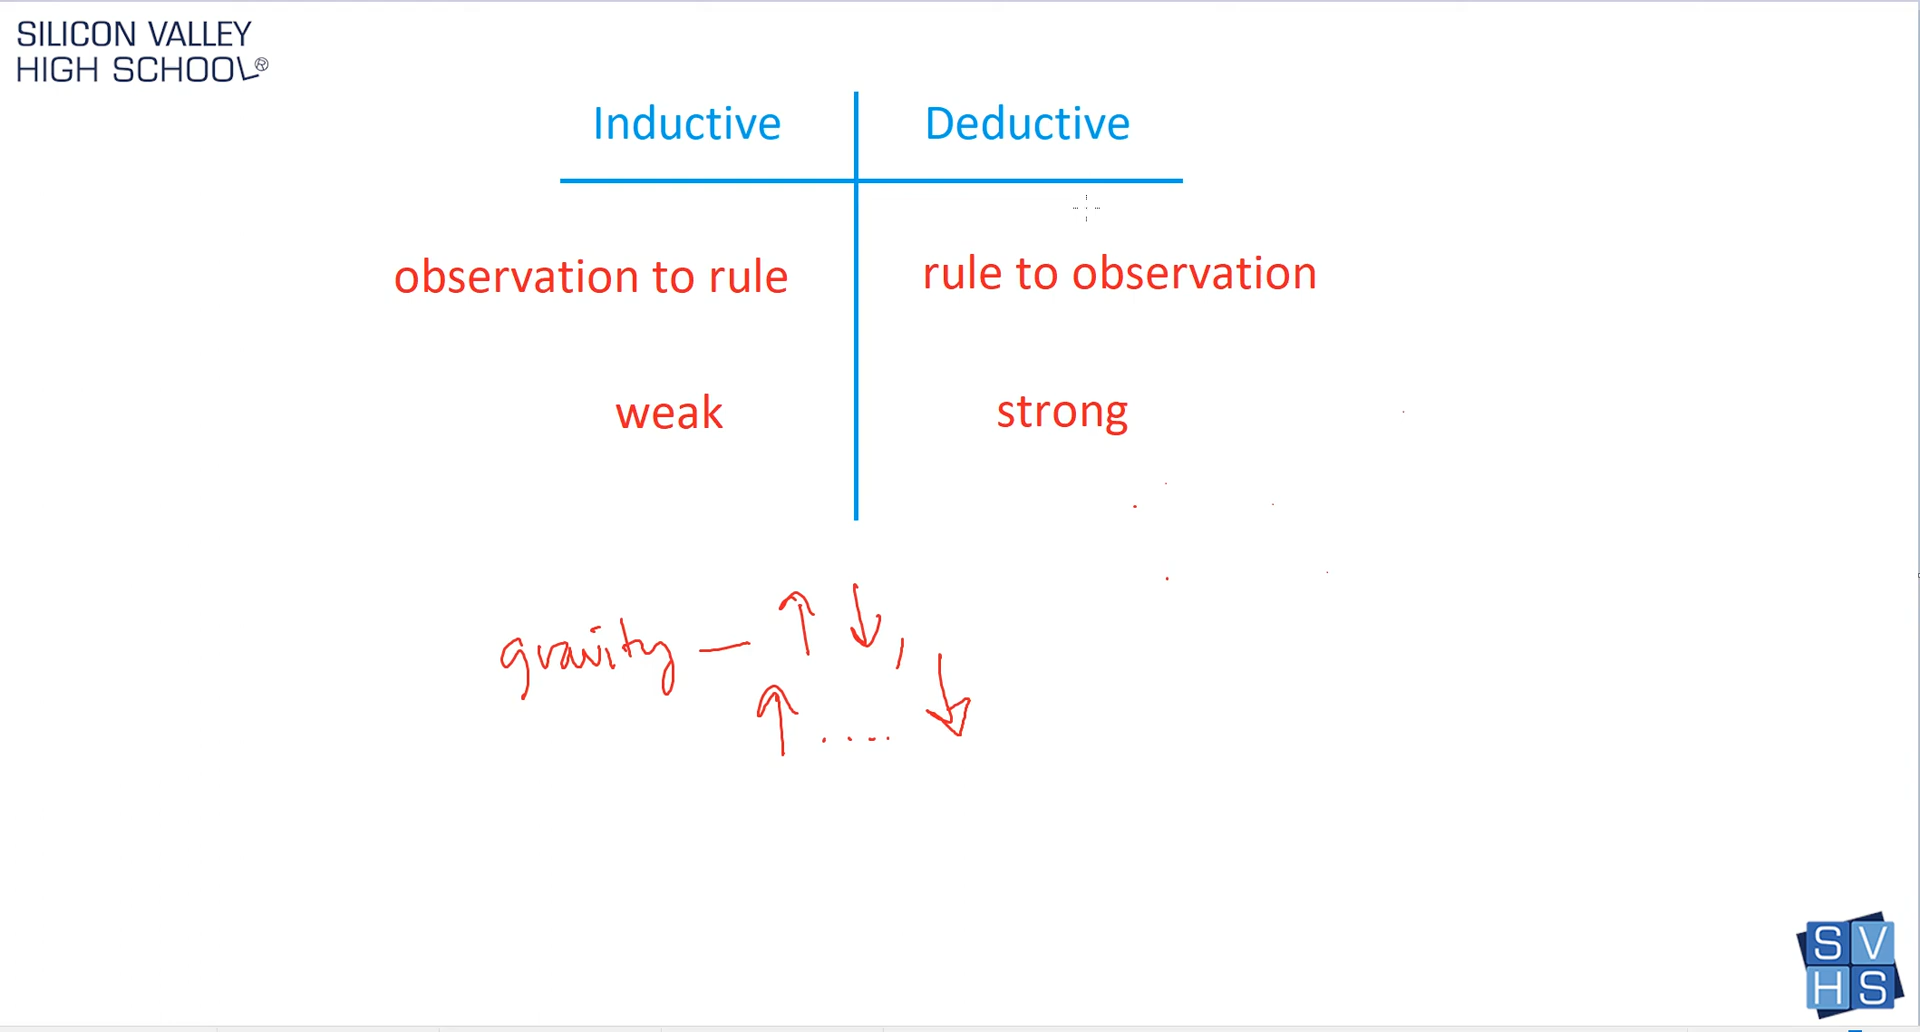 SILICON VALLEY
HIGH SCHOOL®
Inductive
Deductive
observation to rule
rule to observation
weak
strong
gravity — ↑ ↓, ↓
↑ ....
S V
H S